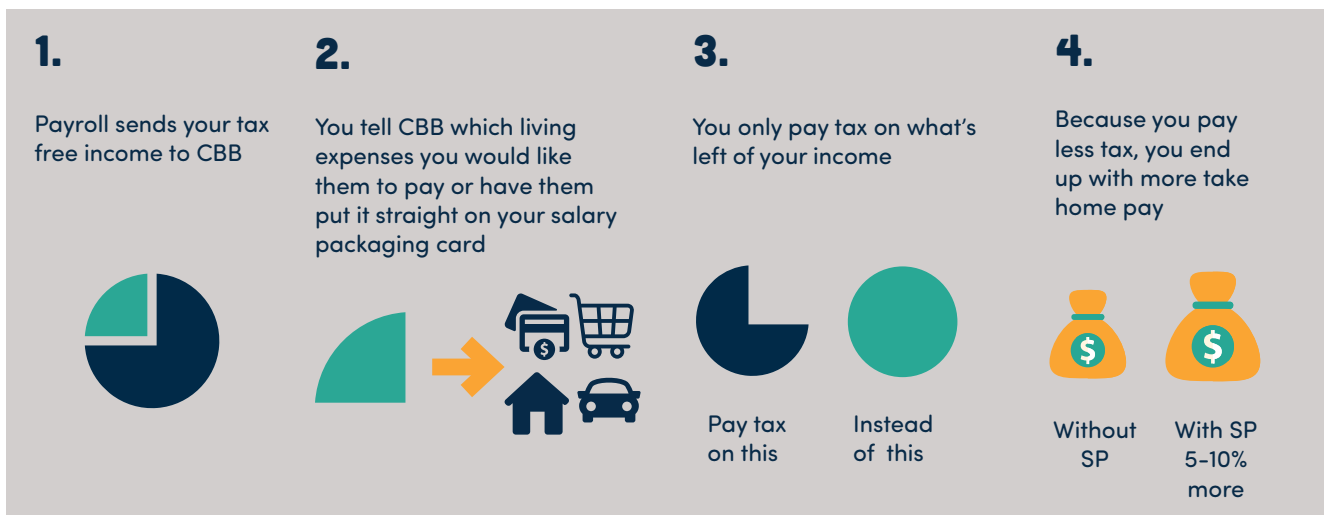 1.
Payroll sends your tax
free income to CBB
2.
You tell CBB which living
expenses you would like
them to pay or have them
put it straight on your salary
packaging card
$
3.
You only pay tax on what's
left of your income
Pay tax
on this
Instead
of this
4.
Because you pay
less tax, you end
up with more take
home pay
$
$
Without
SP
With SP
5-10%
more